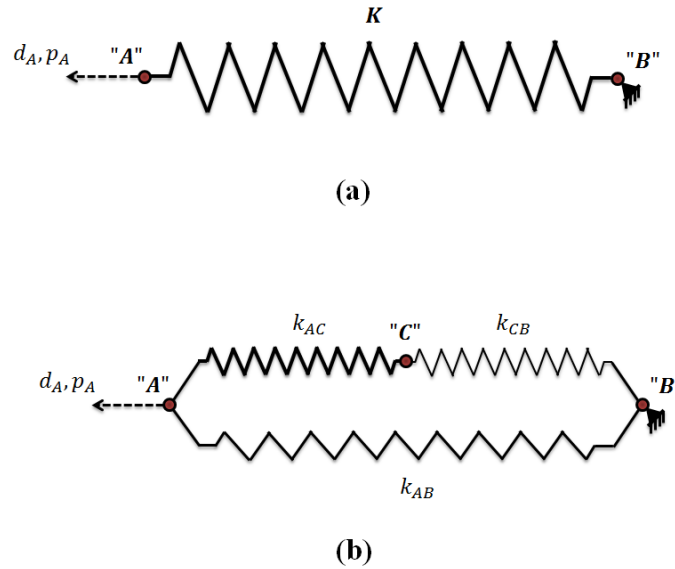 K
d_A, p_A
"A"
"B"
(a)
k_AC
"C"
k_CB
d_A, p_A
"A"
"B
k_AB
(b)